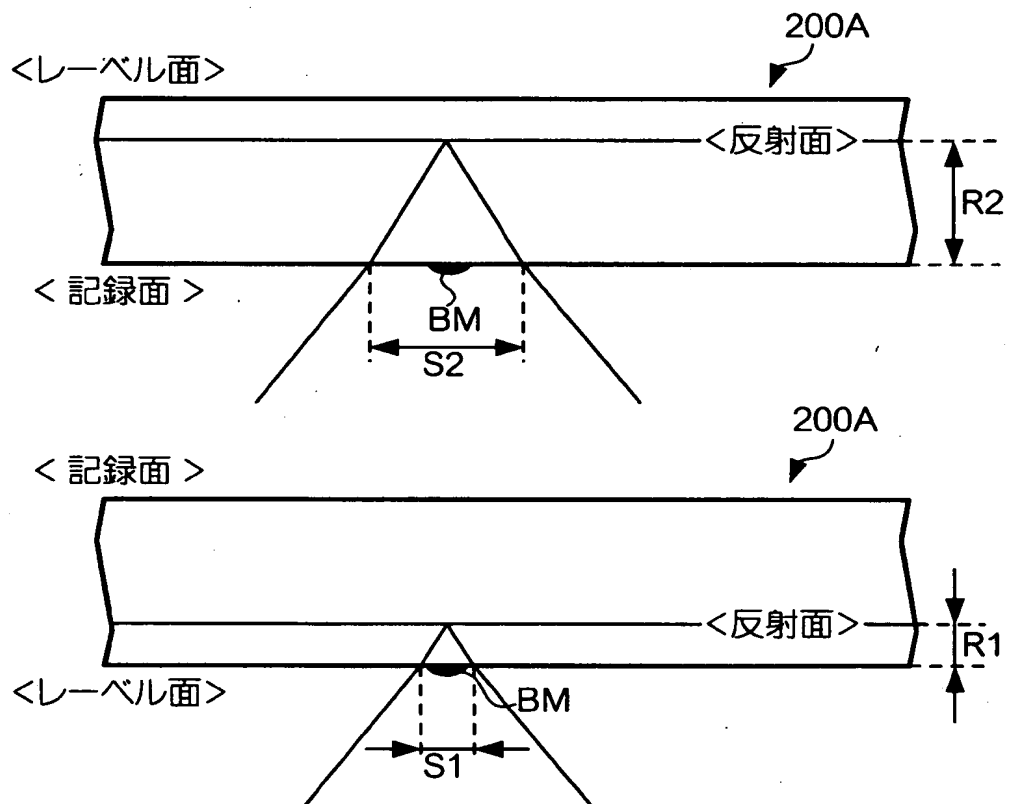 200A
<レーベル面>
<反射面>
R2
< 記録面 >
BM
S2
200A
< 記録面 >
<反射面>
R1
<レーベル面>
BM
S1